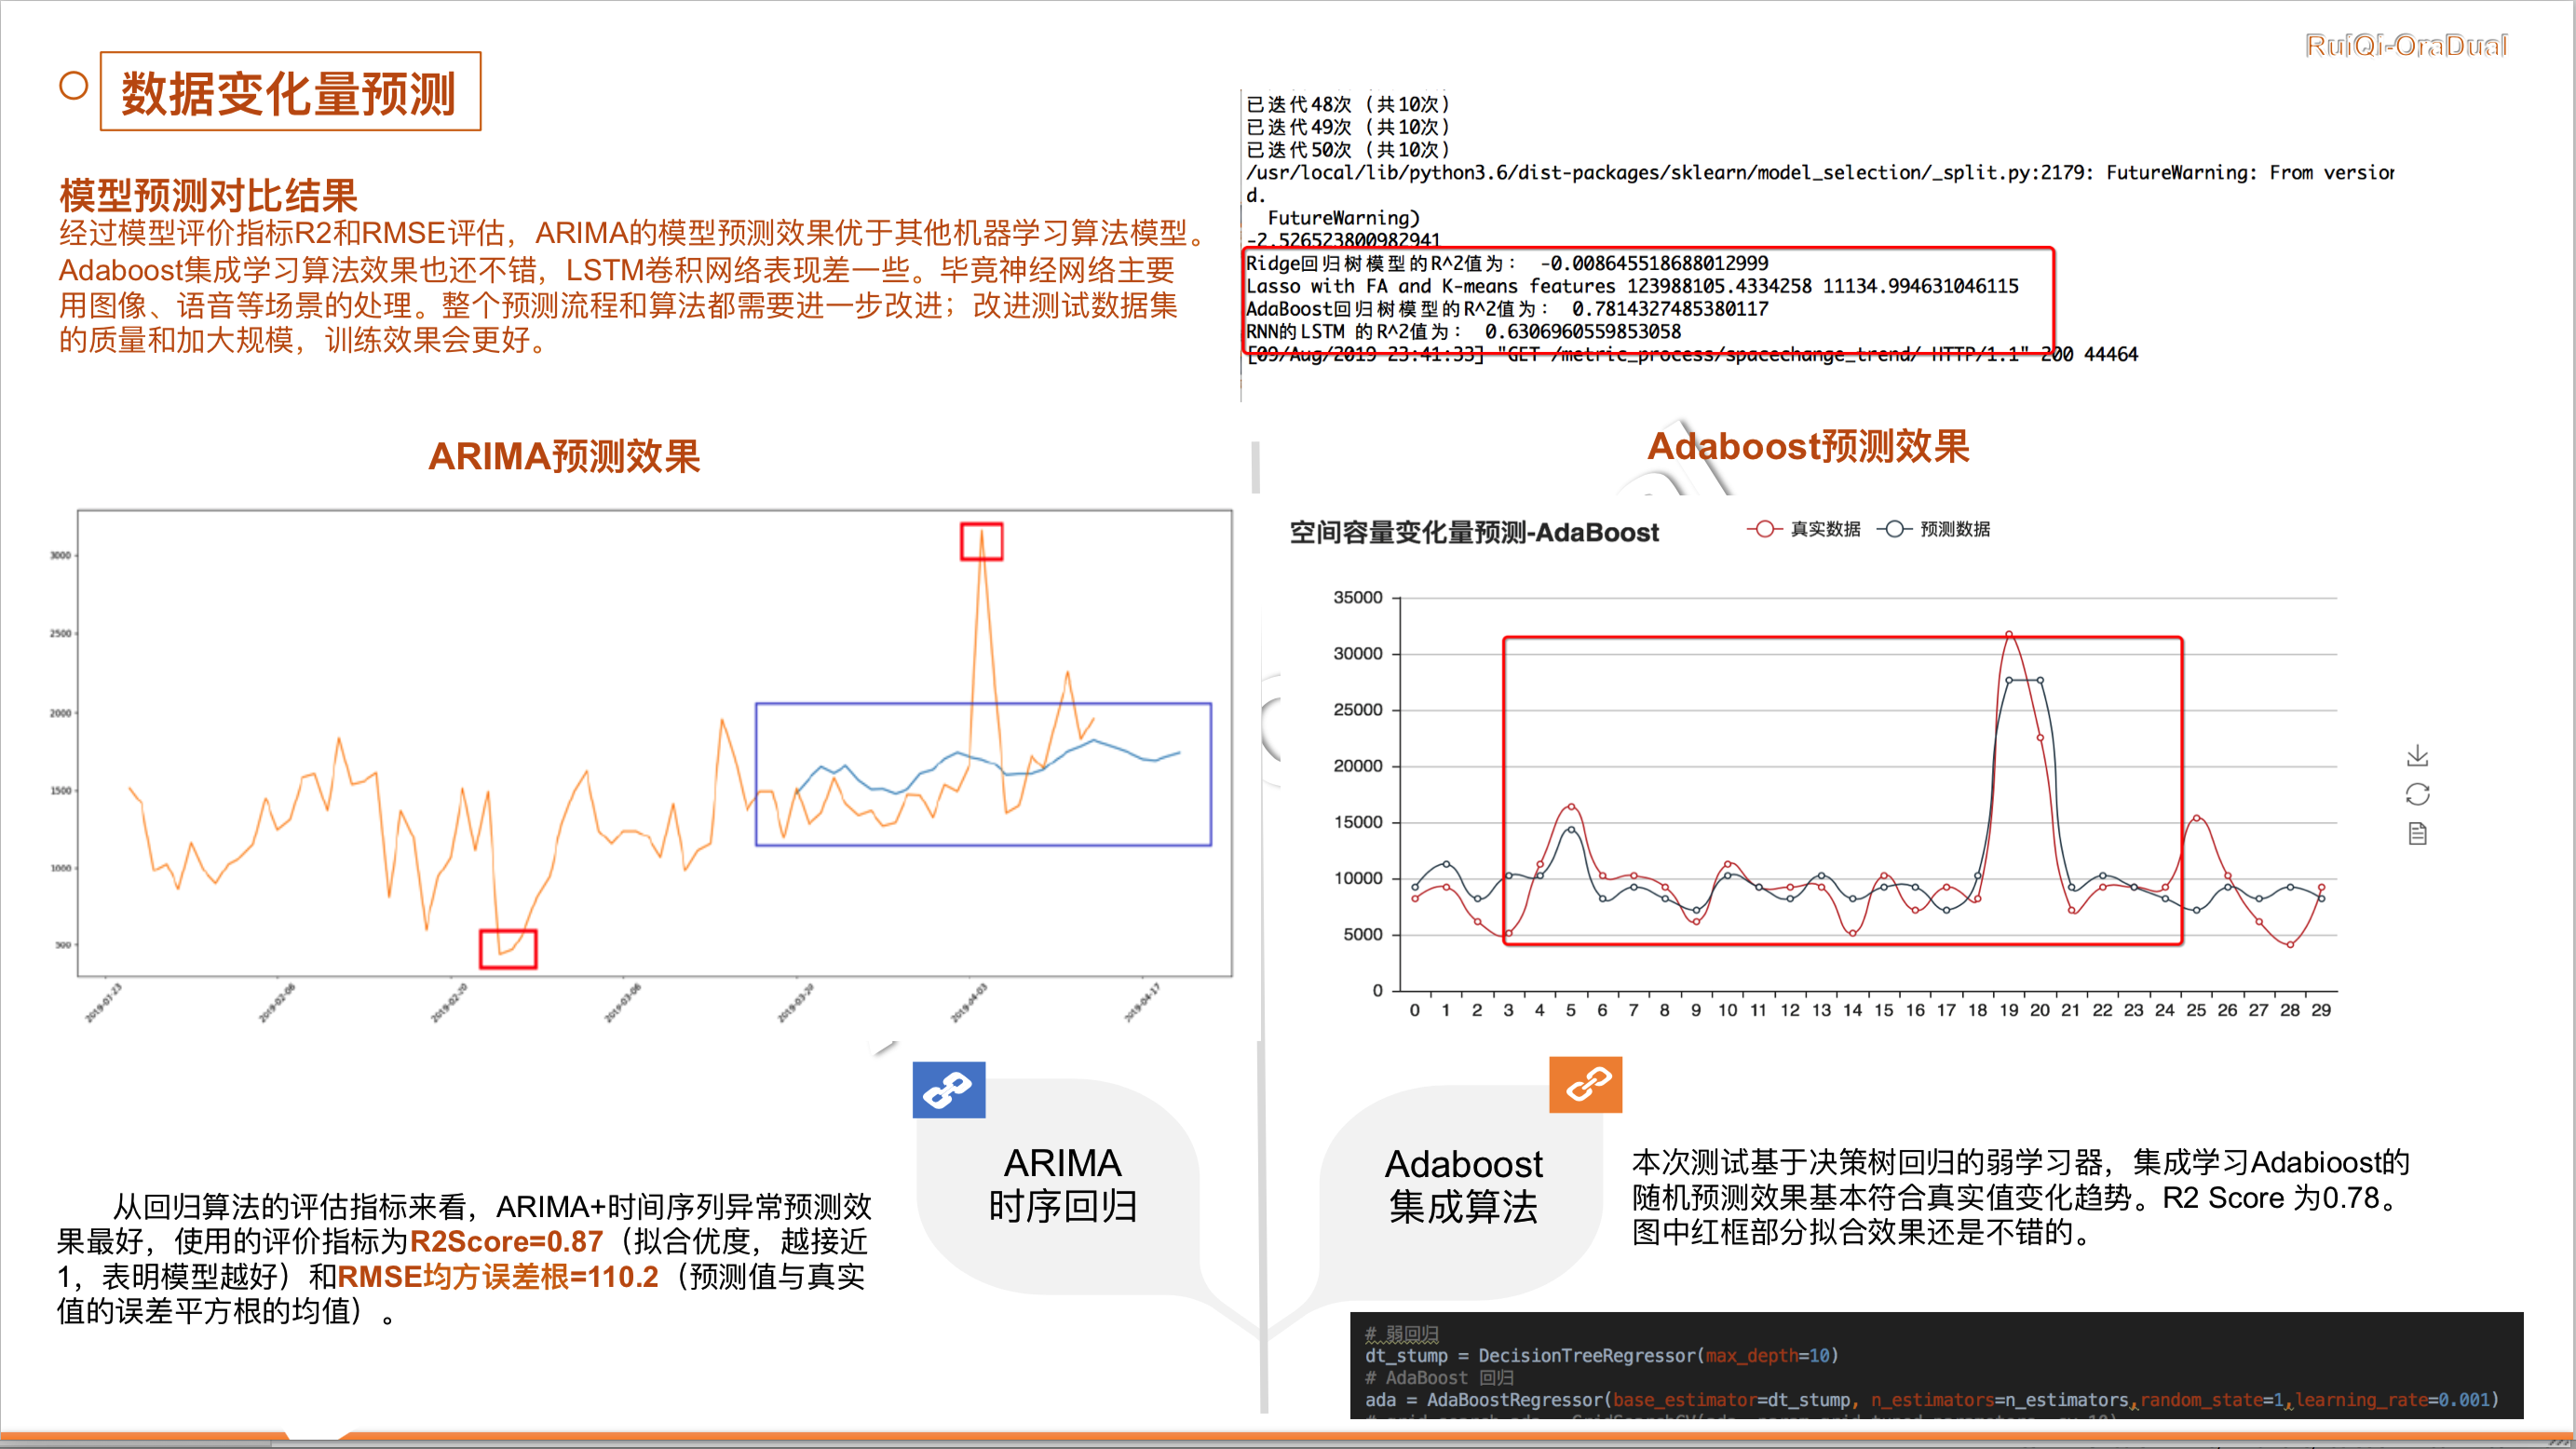 RuiQi-OraDual
数据变化量预测
模型预测对比结果
经过模型评价指标R2和RMSE评估，ARIMA的模型预测效果优于其他机器学习算法模型。
Adaboost集成学习算法效果也还不错，LSTM卷积网络表现差一些。毕竟神经网络主要
用图像、语音等场景的处理。整个预测流程和算法都需要进一步改进；改进测试数据集
的质量和加大规模，训练效果会更好。
已迭代48次（共10次）
已迭代49次（共10次）
已迭代50次（共10次）
/usr/local/lib/python3.6/dist-packages/sklearn/model_selection/_split.py:2179: FutureWarning: From version
d.
FutureWarning)
-2.526523800982941
Ridge回归树模型的R^2值为： -0.008645518688012999
Lasso with FA and K-means features 123988105.4334258 11134.994631046115
AdaBoost回归树模型的R^2值为： 0.7814327485380117
RNN的LSTM 的R^2值为： 0.6306960559853058
[09/Aug/2019 23:41:33] "GET /metric_process/spacechange_trend/ HTTP/1.1" 200 44464
ARIMA预测效果
3000
2500
2000
1500
1000
500
2019-01-23
2019-02-06
2019-02-20
2019-03-06
2019-03-20
2019-04-03
2019-04-17
Adaboost预测效果
空间容量变化量预测-AdaBoost
真实数据
预测数据
35000
30000
25000
20000
15000
10000
5000
0
0 1 2 3 4 5 6 7 8 9 10 11 12 13 14 15 16 17 18 19 20 21 22 23 24 25 26 27 28 29
从回归算法的评估指标来看，ARIMA+时间序列异常预测效
果最好，使用的评价指标为R2Score=0.87（拟合优度，越接近
1，表明模型越好）和RMSE均方误差根=110.2（预测值与真实
值的误差平方根的均值）。
ARIMA
时序回归
Adaboost
集成算法
本次测试基于决策树回归的弱学习器，集成学习Adabioost的
随机预测效果基本符合真实值变化趋势。R2 Score 为0.78。
图中红框部分拟合效果还是不错的。
# 弱回归
dt_stump = DecisionTreeRegressor(max_depth=10)
# AdaBoost 回归
ada = AdaBoostRegressor(base_estimator=dt_stump, n_estimators=n_estimators,random_state=1,learning_rate=0.001)